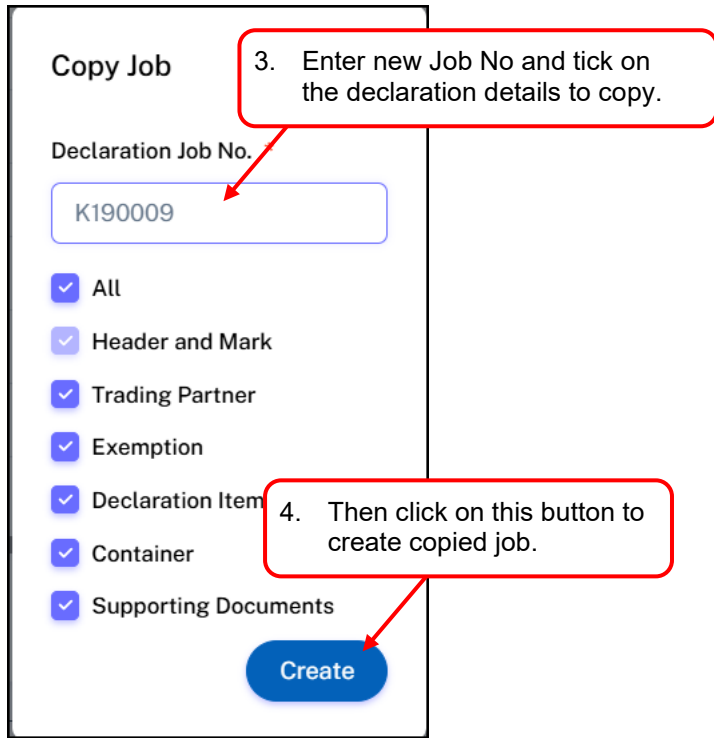 Copy Job
3. Enter new Job No and tick on
the declaration details to copy.
Declaration Job No. *
K190009
All
Header and Mark
Trading Partner
Exemption
Declaration Item
4. Then click on this button to
create copied job.
Container
Supporting Documents
Create